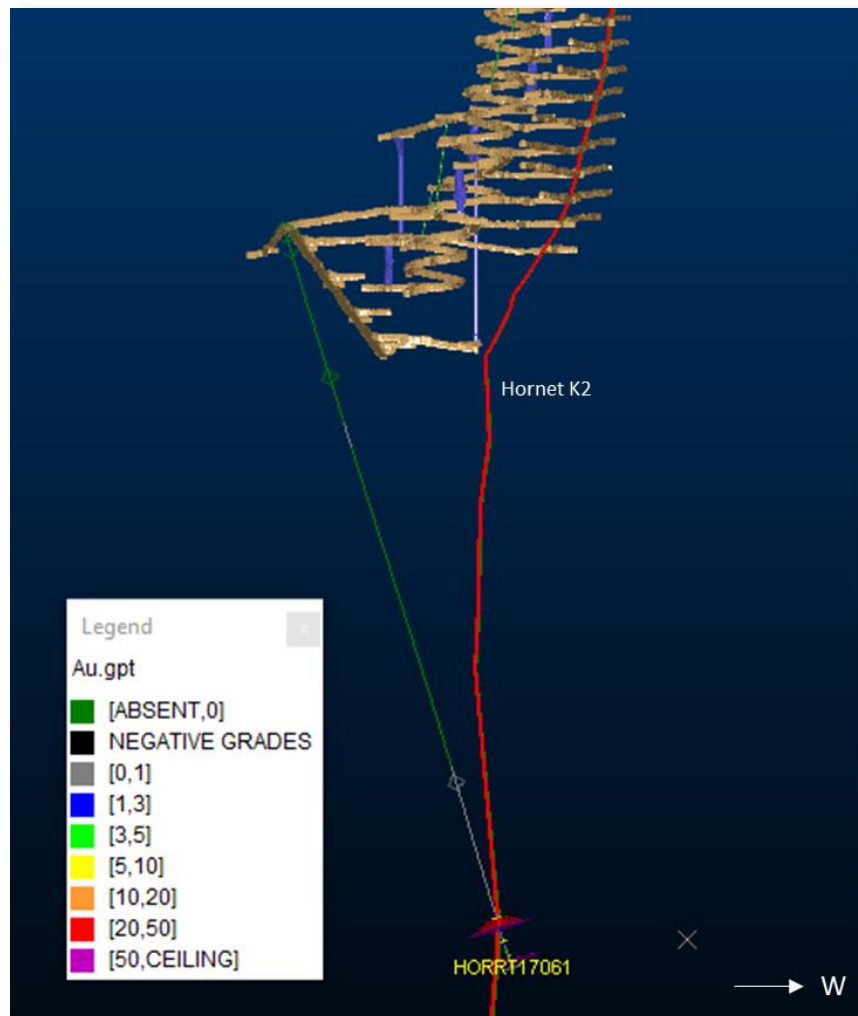 Hornet K2
Legend
x
Au.gpt
[ABSENT,0]
NEGATIVE GRADES
[0,1]
[1,3]
[3,5]
[5,10]
[10,20]
[20,50]
[50,CEILING]
HORRT17061
W